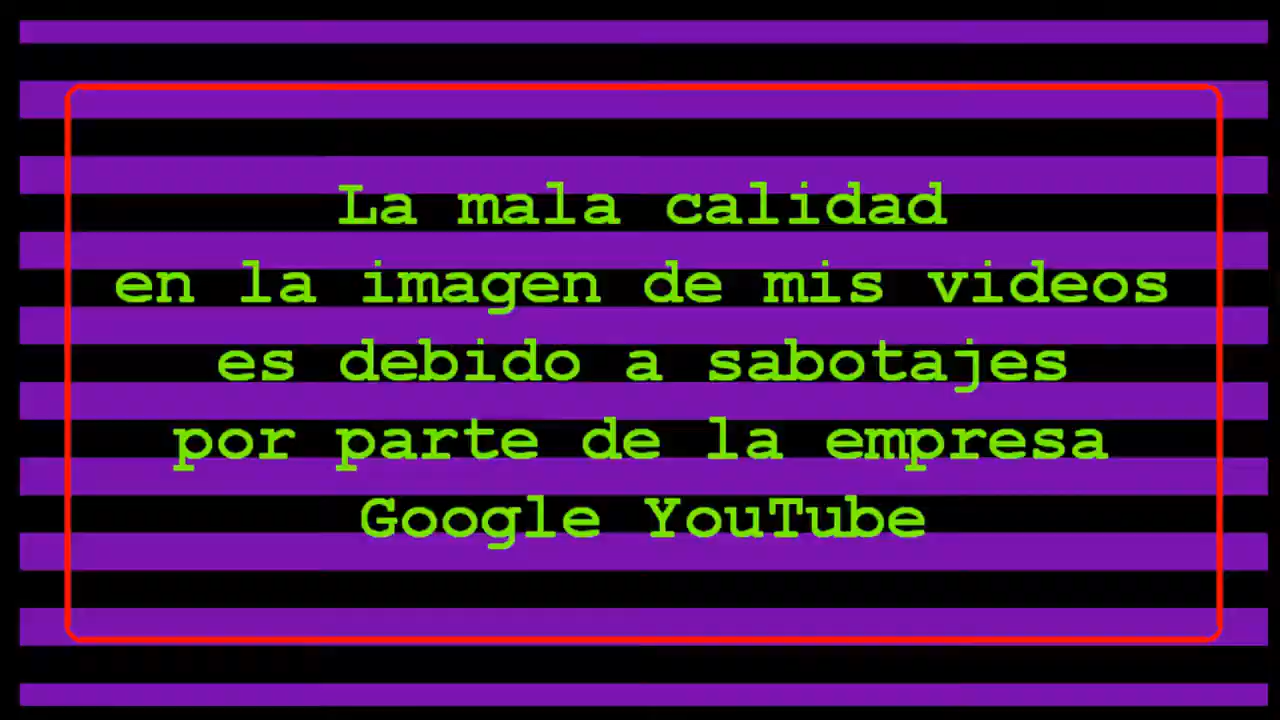 La mala calidad
en la imagen de mis videos
es debido a sabotajes
por parte de la empresa
Google YouTube